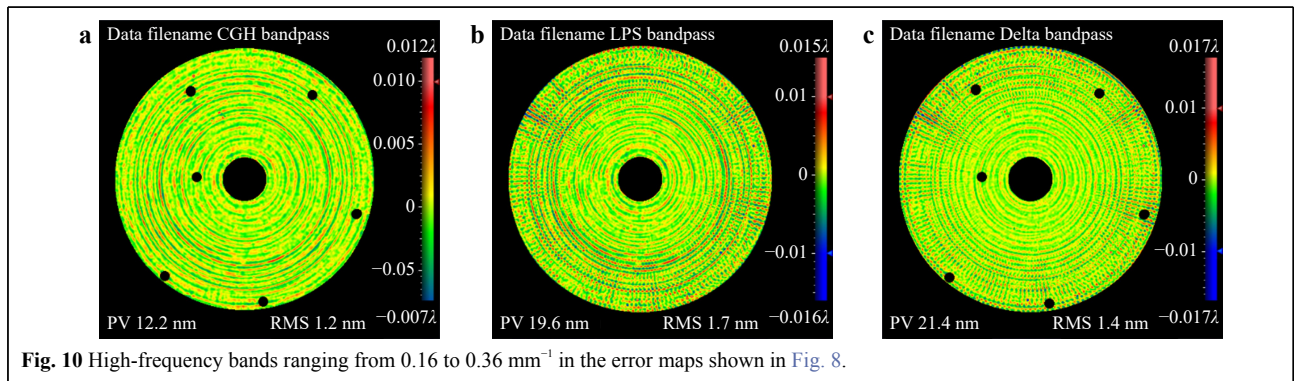 a Data filename CGH bandpass 0.012λ
0.010
0.005
0
−0.05
−0.007λ
PV 12.2 nm RMS 1.2 nm
b Data filename LPS bandpass 0.015λ
0.01
0
−0.01
−0.016λ
PV 19.6 nm RMS 1.7 nm
c Data filename Delta bandpass 0.017λ
0.01
0
−0.01
−0.017λ
PV 21.4 nm RMS 1.4 nm
Fig. 10 High-frequency bands ranging from 0.16 to 0.36 mm⁻¹ in the error maps shown in Fig. 8.